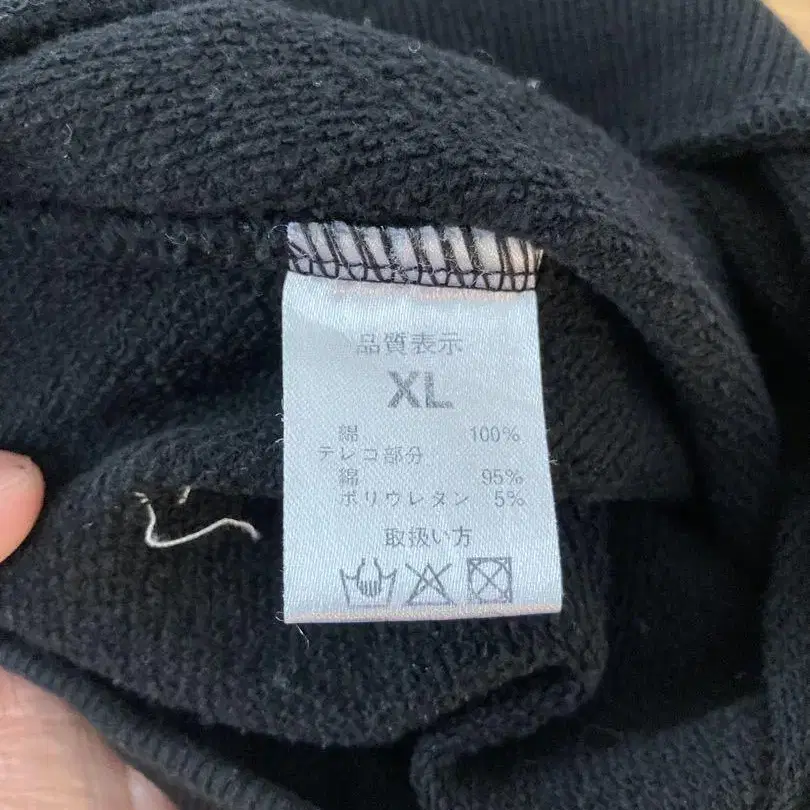 品質表示
XL
綿 100%
テレコ部分
綿 95%
ポリウレタン 5%
取扱い方